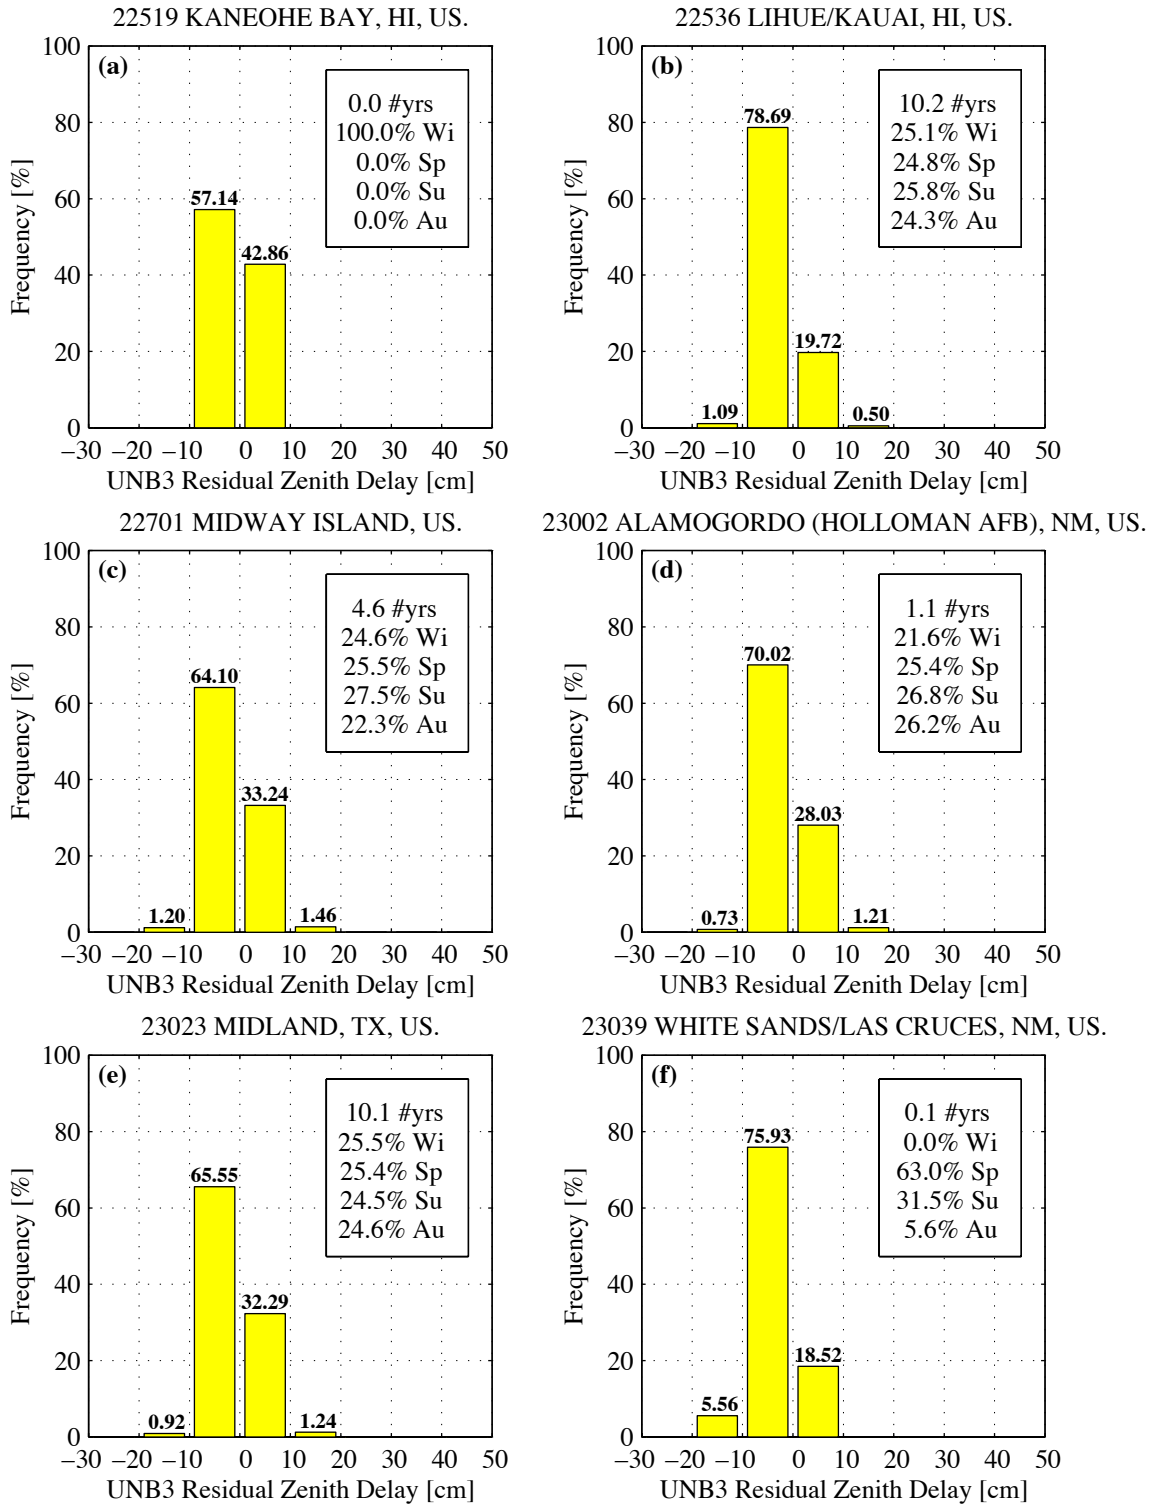 22519 KANEOHE BAY, HI, US.
(a)
0.0 #yrs
100.0% Wi
0.0% Sp
0.0% Su
0.0% Au
57.14
42.86
100
80
60
40
20
0
Frequency [%]
−30 −20 −10 0 10 20 30 40 50
UNB3 Residual Zenith Delay [cm]
22536 LIHUE/KAUAI, HI, US.
(b)
10.2 #yrs
25.1% Wi
24.8% Sp
25.8% Su
24.3% Au
78.69
19.72
1.09
0.50
100
80
60
40
20
0
Frequency [%]
−30 −20 −10 0 10 20 30 40 50
UNB3 Residual Zenith Delay [cm]
22701 MIDWAY ISLAND, US.
(c)
4.6 #yrs
24.6% Wi
25.5% Sp
27.5% Su
22.3% Au
64.10
33.24
1.20
1.46
100
80
60
40
20
0
Frequency [%]
−30 −20 −10 0 10 20 30 40 50
UNB3 Residual Zenith Delay [cm]
23002 ALAMOGORDO (HOLLOMAN AFB), NM, US.
(d)
1.1 #yrs
21.6% Wi
25.4% Sp
26.8% Su
26.2% Au
70.02
28.03
0.73
1.21
100
80
60
40
20
0
Frequency [%]
−30 −20 −10 0 10 20 30 40 50
UNB3 Residual Zenith Delay [cm]
23023 MIDLAND, TX, US.
(e)
10.1 #yrs
25.5% Wi
25.4% Sp
24.5% Su
24.6% Au
65.55
32.29
0.92
1.24
100
80
60
40
20
0
Frequency [%]
−30 −20 −10 0 10 20 30 40 50
UNB3 Residual Zenith Delay [cm]
23039 WHITE SANDS/LAS CRUCES, NM, US.
(f)
0.1 #yrs
0.0% Wi
63.0% Sp
31.5% Su
5.6% Au
75.93
18.52
5.56
100
80
60
40
20
0
Frequency [%]
−30 −20 −10 0 10 20 30 40 50
UNB3 Residual Zenith Delay [cm]